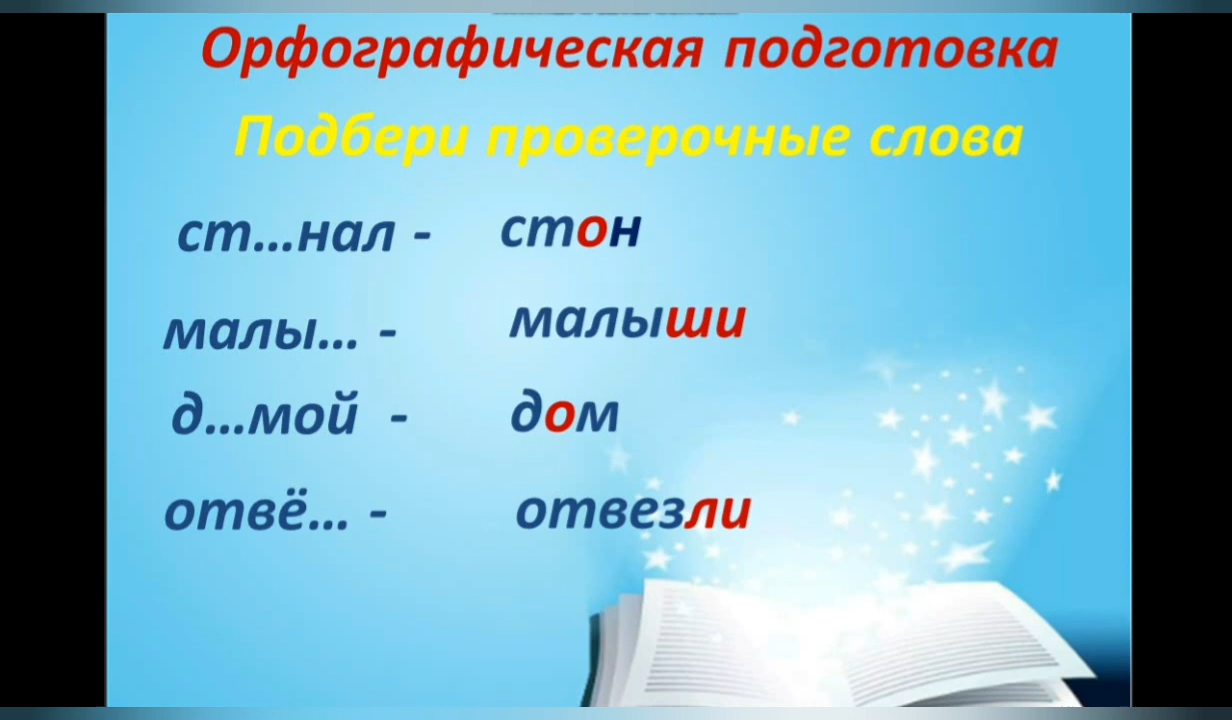 Орфографическая подготовка
Подбери проверочные слова
ст...нал - стон
малы... - малыши
д...мой - дом
отвё... - отвезли